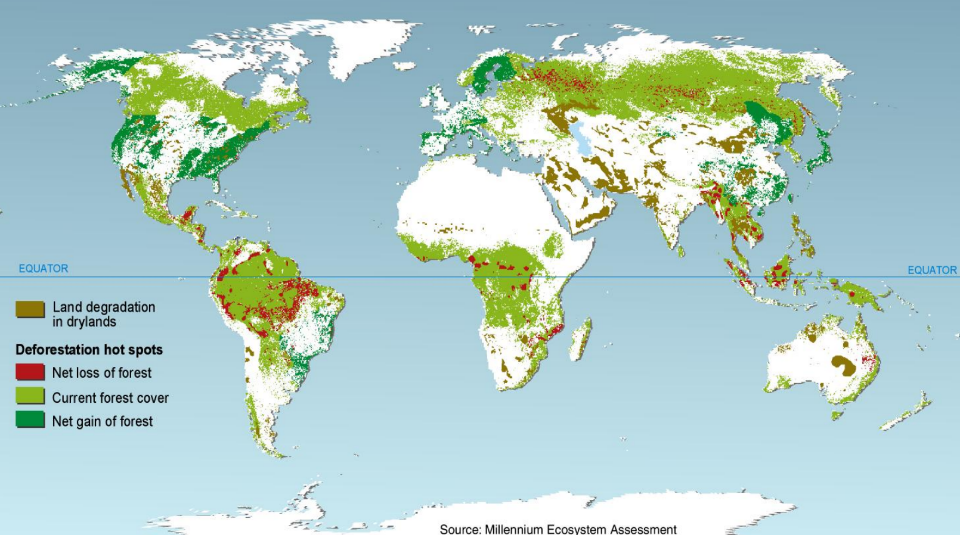 EQUATOR
EQUATOR
Land degradation
in drylands
Deforestation hot spots
Net loss of forest
Current forest cover
Net gain of forest
Source: Millennium Ecosystem Assessment